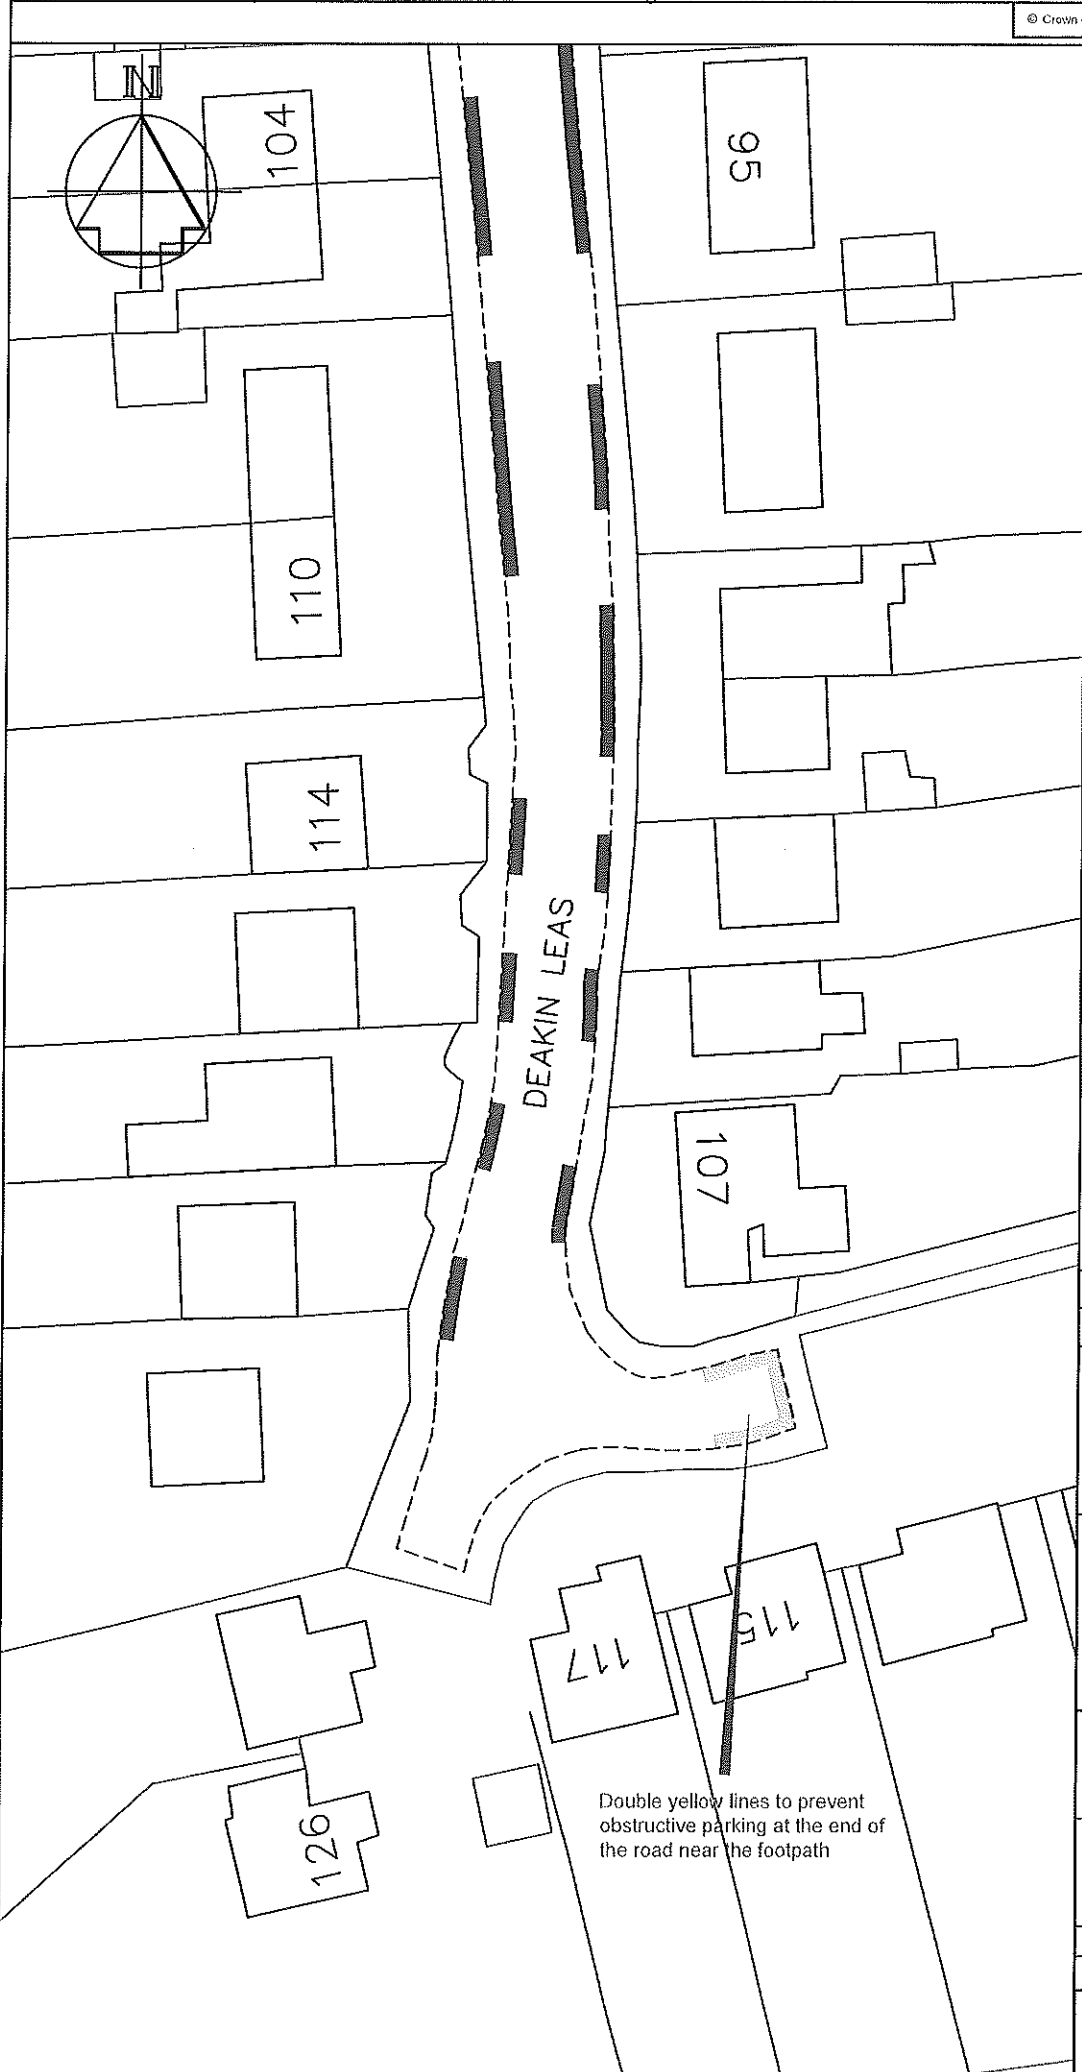 © Crown
N
104
95
110
114
DEAKIN LEAS
107
115
117
126
Double yellow lines to prevent
obstructive parking at the end of
the road near the footpath